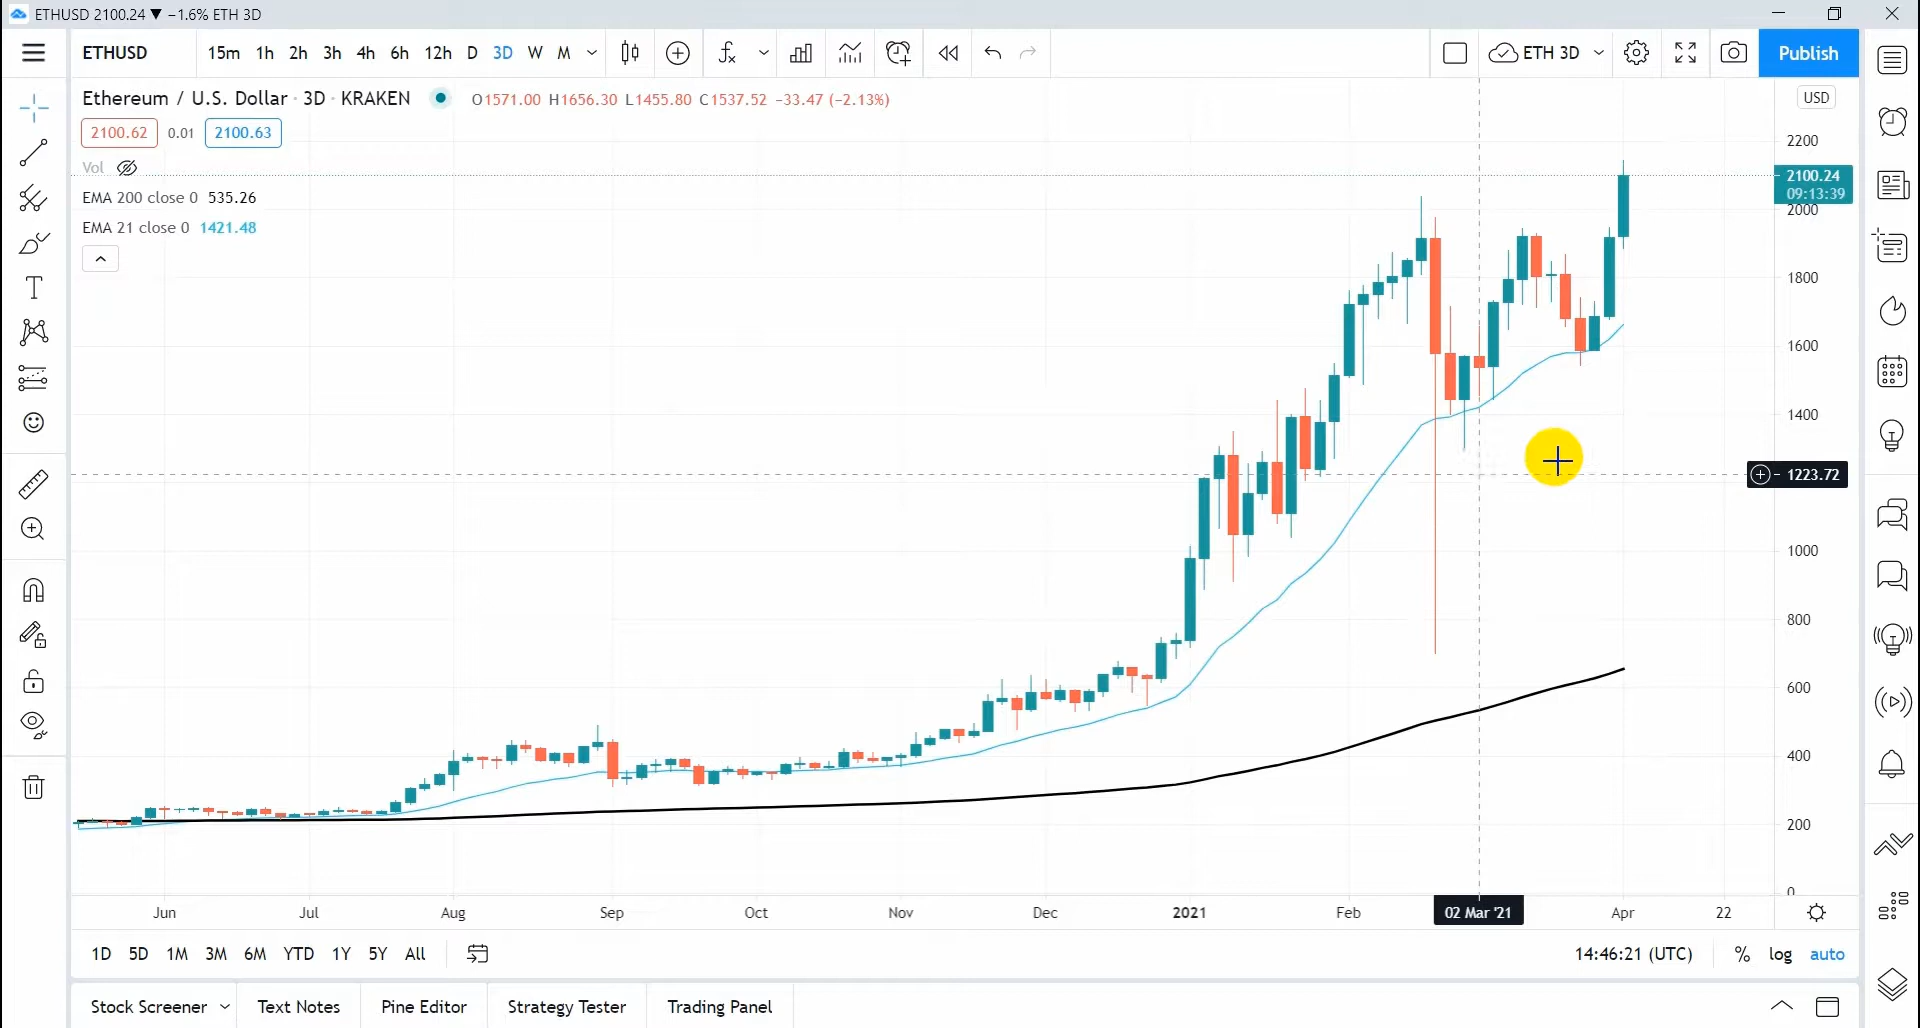 ETHUSD 2100.24 ▼ −1.6% ETH 3D
ETHUSD 15m 1h 2h 3h 4h 6h 12h D 3D W M ETH 3D Publish
Ethereum / U.S. Dollar · 3D · KRAKEN O1571.00 H1656.30 L1455.80 C1537.52 −33.47 (−2.13%)
USD
2100.62 0.01 2100.63
Vol
EMA 200 close 0 535.26
EMA 21 close 0 1421.48
2200
2100.24
09:13:39
2000
1800
1600
1400
1223.72
1000
800
600
400
200
0
Jun Jul Aug Sep Oct Nov Dec 2021 Feb 02 Mar '21 Apr 22
1D 5D 1M 3M 6M YTD 1Y 5Y All 14:46:21 (UTC) % log auto
Stock Screener Text Notes Pine Editor Strategy Tester Trading Panel